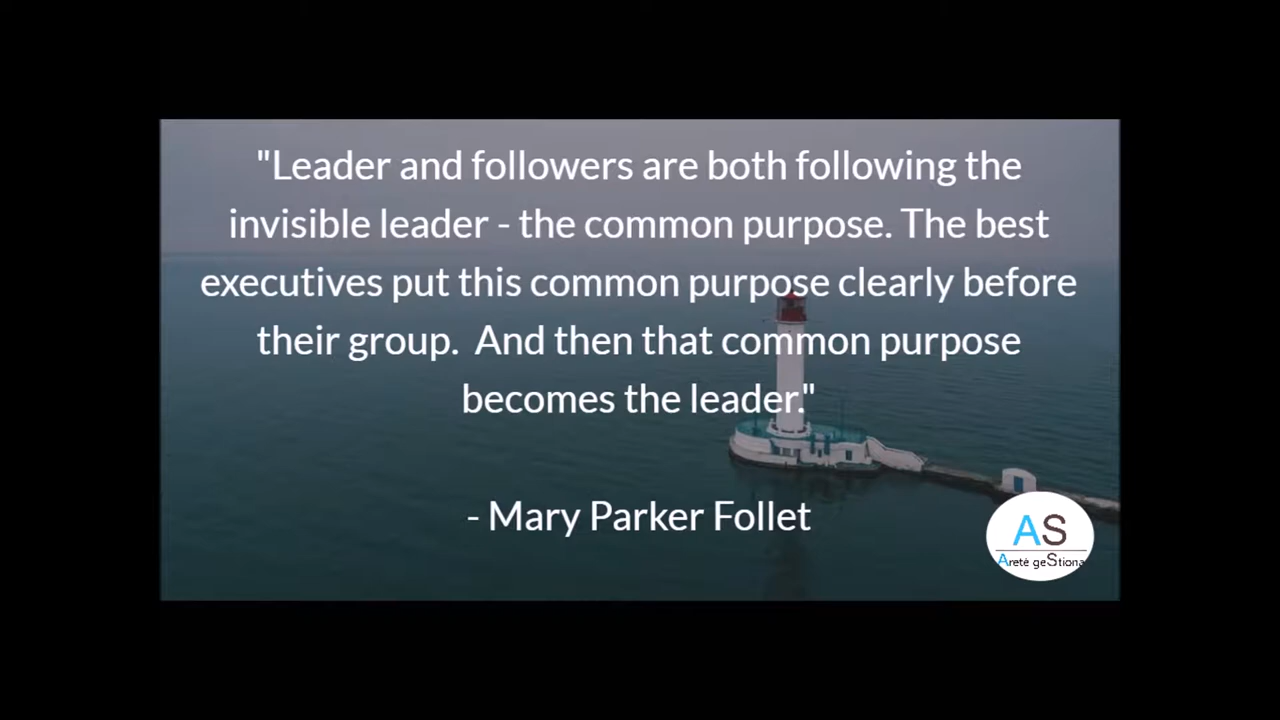 "Leader and followers are both following the
invisible leader - the common purpose. The best
executives put this common purpose clearly before
their group.  And then that common purpose
becomes the leader."
- Mary Parker Follet
AS
Aretè geStiona